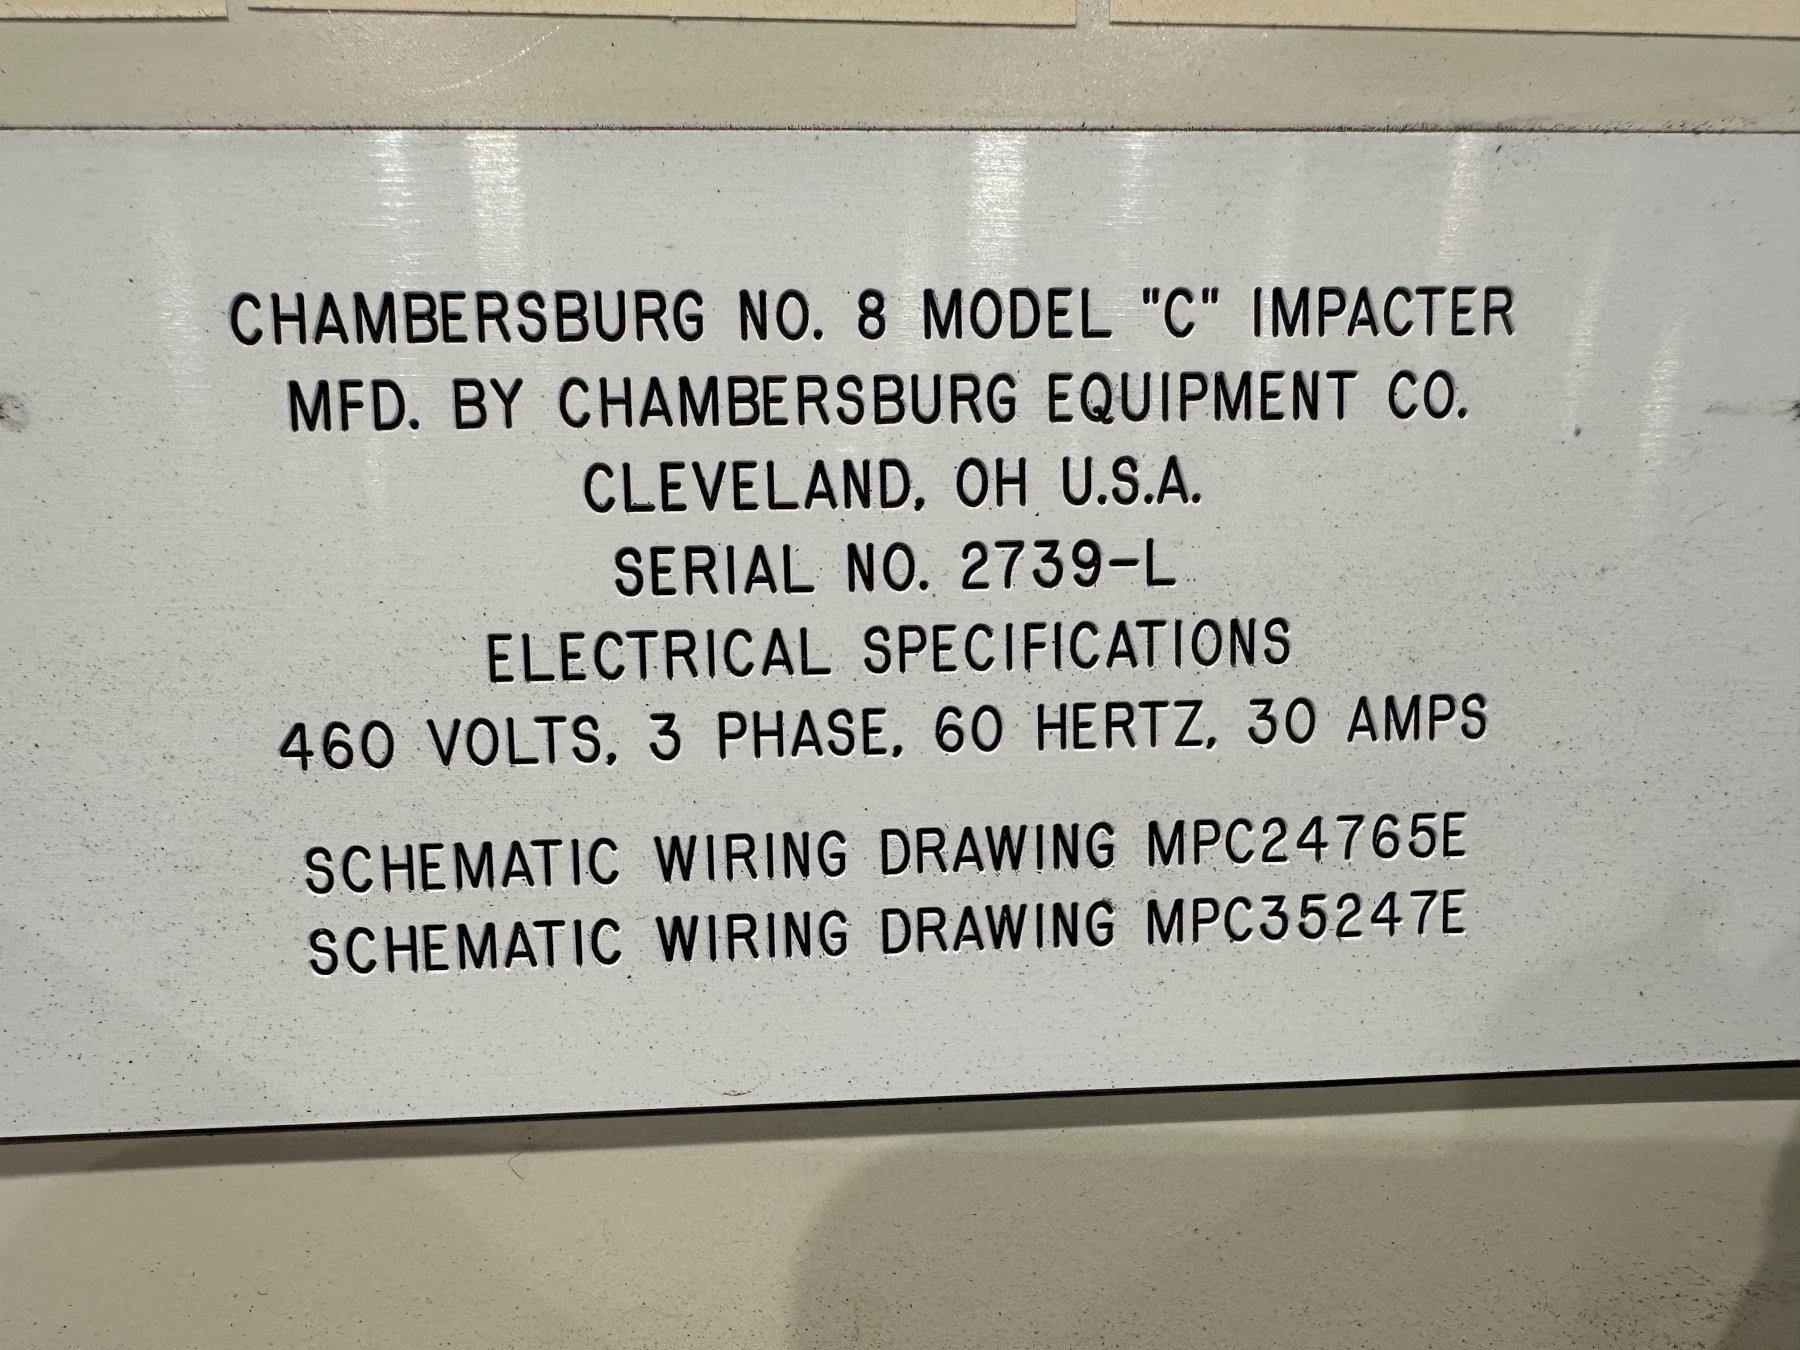 CHAMBERSBURG NO. 8 MODEL "C" IMPACTER
MFD. BY CHAMBERSBURG EQUIPMENT CO.
CLEVELAND, OH U.S.A.
SERIAL NO. 2739-L
ELECTRICAL SPECIFICATIONS
460 VOLTS, 3 PHASE, 60 HERTZ, 30 AMPS
SCHEMATIC WIRING DRAWING MPC24765E
SCHEMATIC WIRING DRAWING MPC35247E